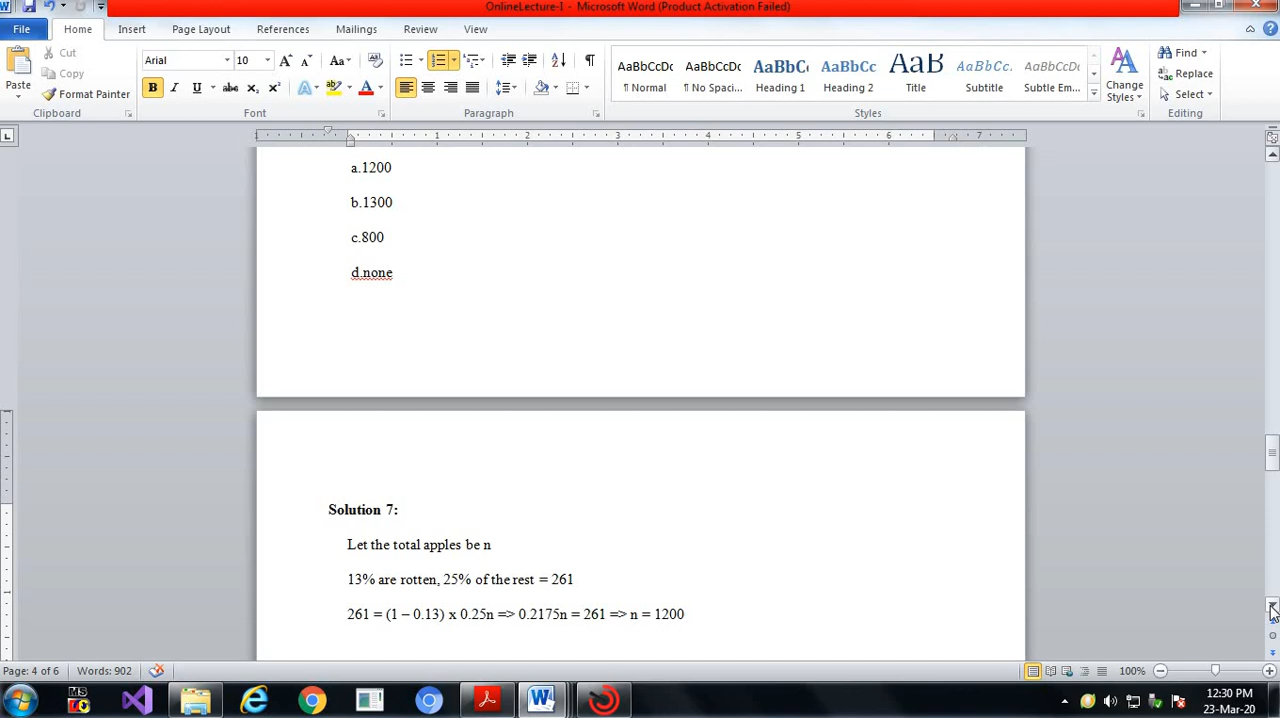 OnlineLecture-I - Microsoft Word (Product Activation Failed)
File Home Insert Page Layout References Mailings Review View
Paste
Cut
Copy
Format Painter
Clipboard
Arial 10
Font
Paragraph
AaBbCcDc ¶ Normal
AaBbCcDc ¶ No Spaci...
AaBbC Heading 1
AaBbCc Heading 2
AaB Title
AaBbCc. Subtitle
AaBbCcDc Subtle Em...
Styles
Change Styles
Find
Replace
Select
Editing
a.1200
b.1300
c.800
d.none
Solution 7:
Let the total apples be n
13% are rotten, 25% of the rest = 261
261 = (1 – 0.13) x 0.25n => 0.2175n = 261 => n = 1200
Page: 4 of 6 Words: 902 100%
12:30 PM
23-Mar-20